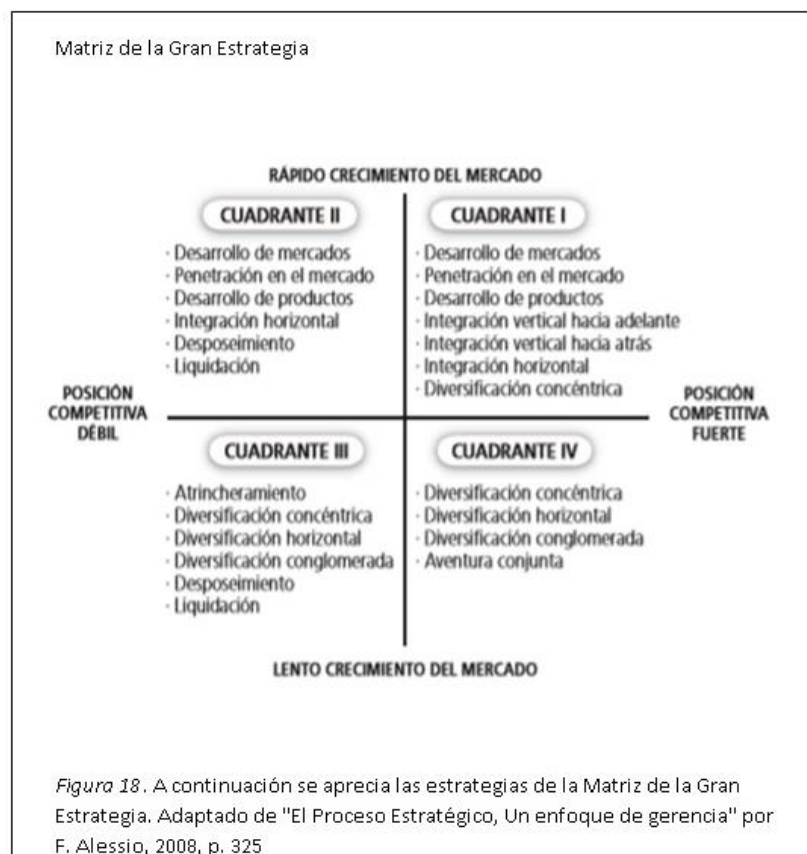 Matriz de la Gran Estrategia
RÁPIDO CRECIMIENTO DEL MERCADO
CUADRANTE II
· Desarrollo de mercados
· Penetración en el mercado
· Desarrollo de productos
· Integración horizontal
· Desposeimiento
· Liquidación
CUADRANTE I
· Desarrollo de mercados
· Penetración en el mercado
· Desarrollo de productos
· Integración vertical hacia adelante
· Integración vertical hacia atrás
· Integración horizontal
· Diversificación concéntrica
POSICIÓN
COMPETITIVA
DÉBIL
POSICIÓN
COMPETITIVA
FUERTE
CUADRANTE III
· Atrincheramiento
· Diversificación concéntrica
· Diversificación horizontal
· Diversificación conglomerada
· Desposeimiento
· Liquidación
CUADRANTE IV
· Diversificación concéntrica
· Diversificación horizontal
· Diversificación conglomerada
· Aventura conjunta
LENTO CRECIMIENTO DEL MERCADO
Figura 18. A continuación se aprecia las estrategias de la Matriz de la Gran
Estrategia. Adaptado de "El Proceso Estratégico, Un enfoque de gerencia" por
F. Alessio, 2008, p. 325